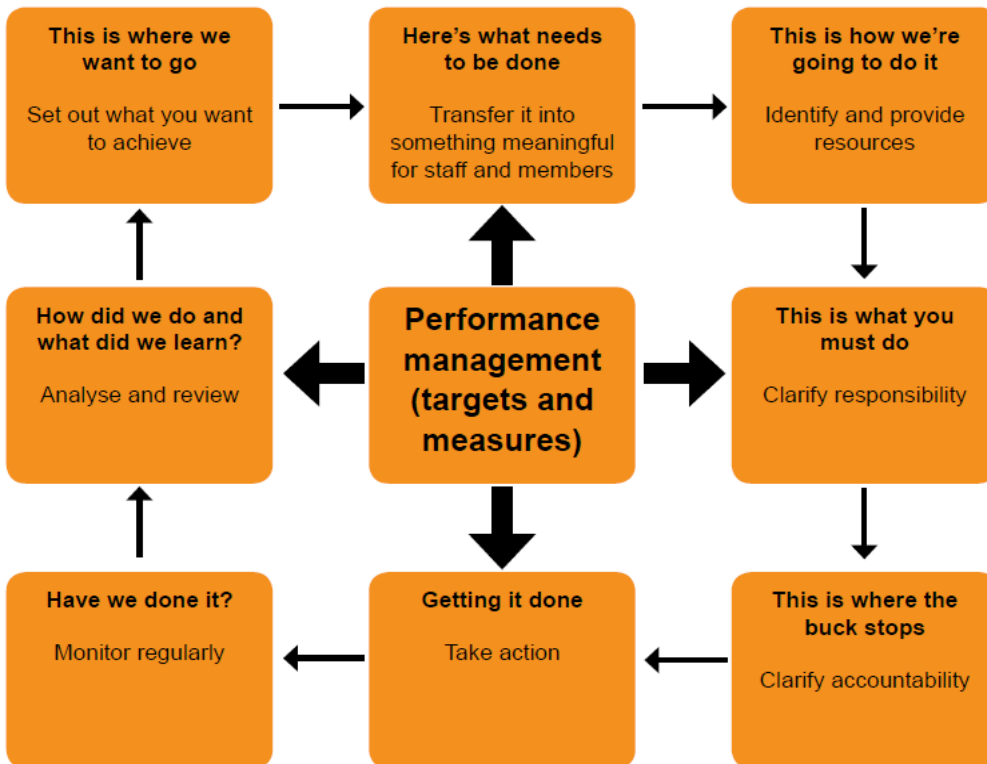 This is where we
want to go
Set out what you want
to achieve
Here's what needs
to be done
Transfer it into
something meaningful
for staff and members
This is how we're
going to do it
Identify and provide
resources
How did we do and
what did we learn?
Analyse and review
Performance
management
(targets and
measures)
This is what you
must do
Clarify responsibility
Have we done it?
Monitor regularly
Getting it done
Take action
This is where the
buck stops
Clarify accountability